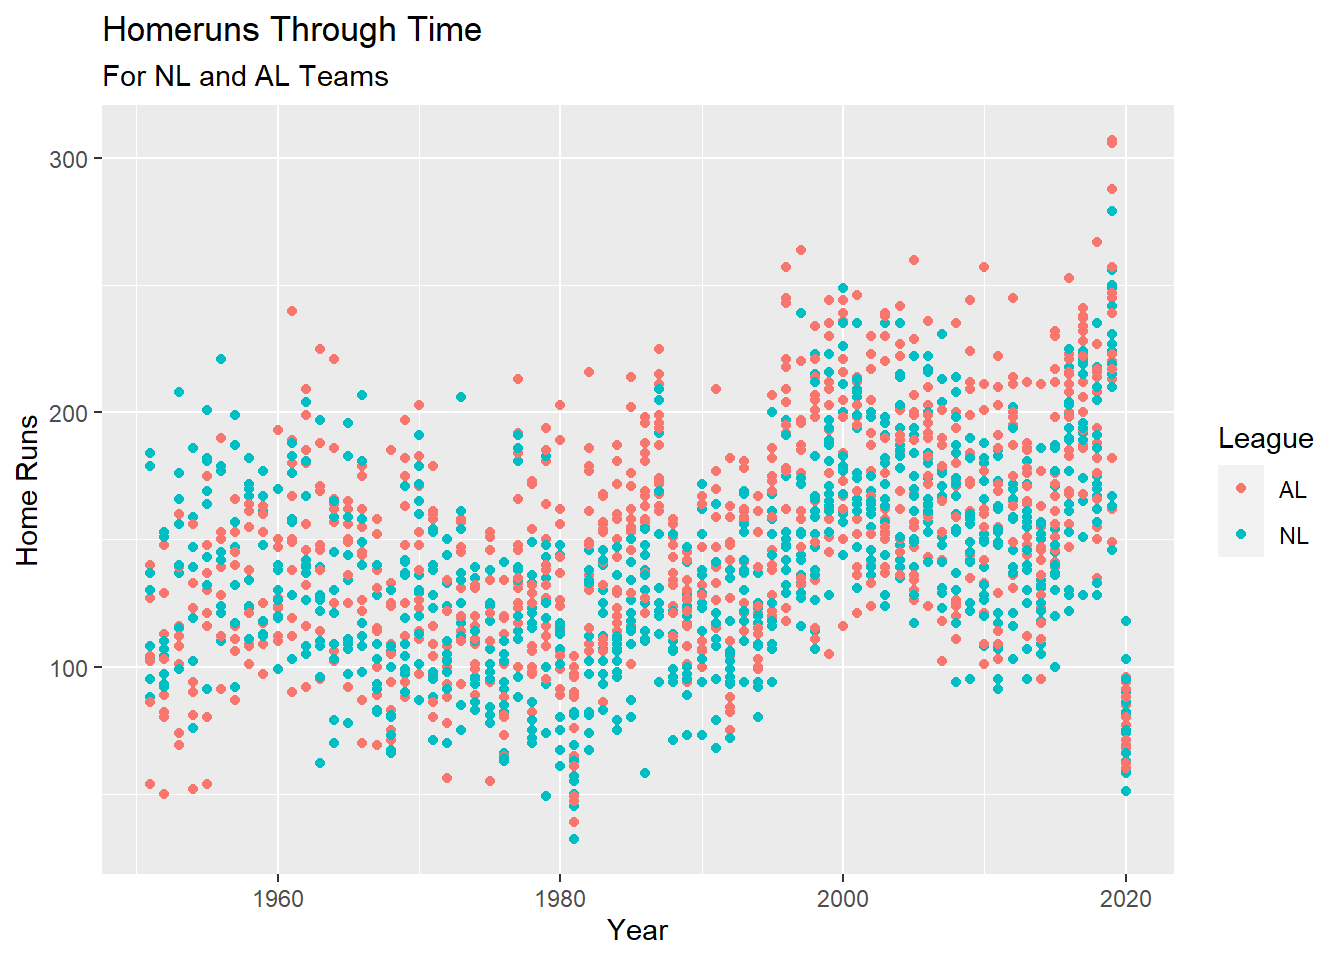 Homeruns Through Time
For NL and AL Teams
300
200
100
Home Runs
1960
1980
2000
2020
Year
League
AL
NL